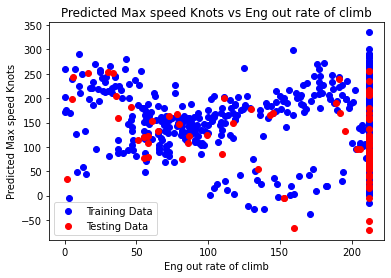 Predicted Max speed Knots vs Eng out rate of climb
Predicted Max speed Knots
350
300
250
200
150
100
50
0
−50
Training Data
Testing Data
0
50
100
150
200
Eng out rate of climb